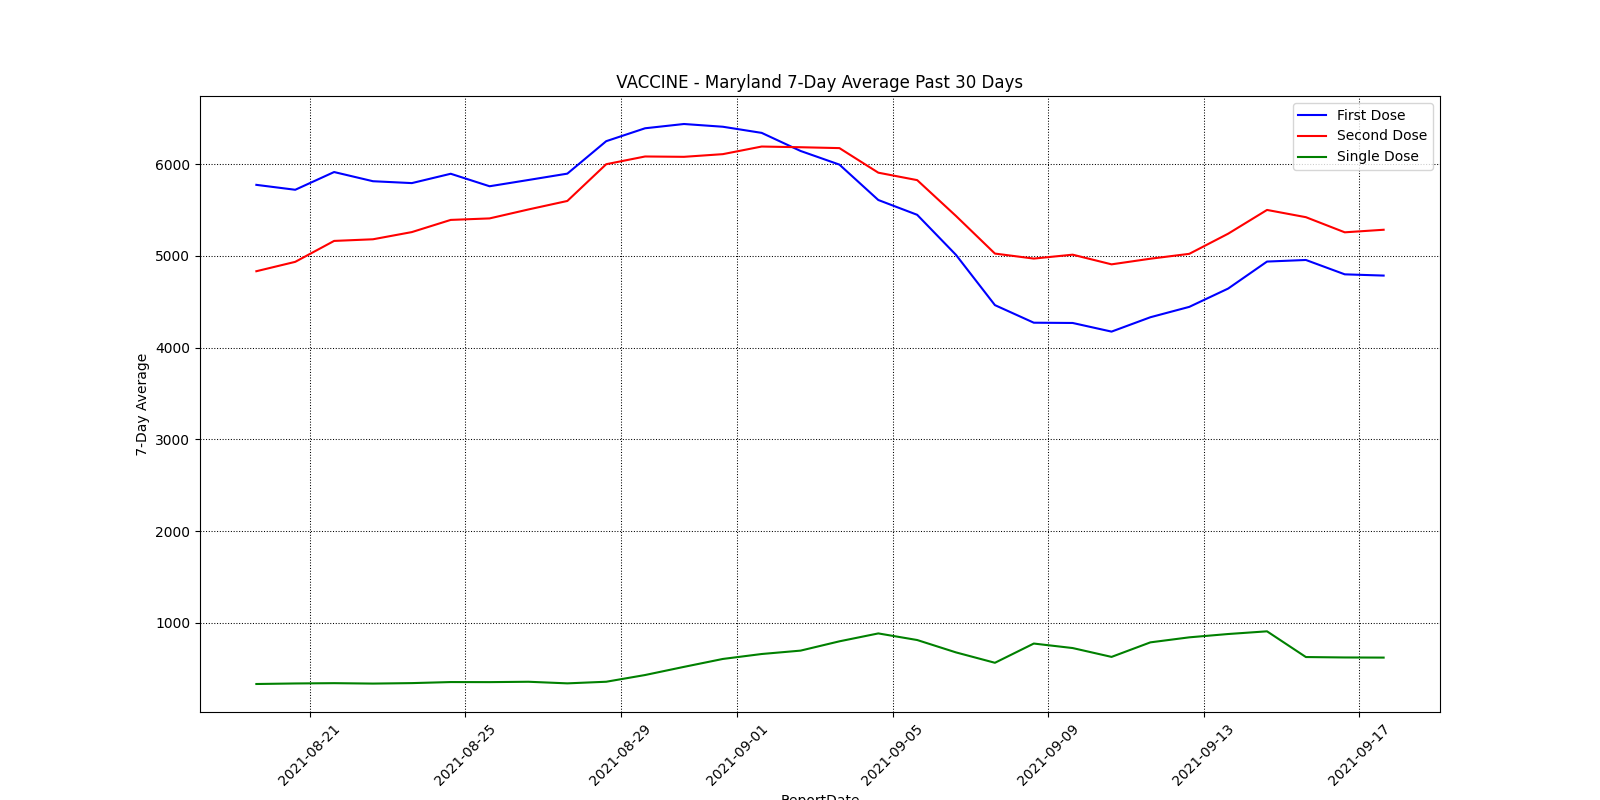 VACCINE - Maryland 7-Day Average Past 30 Days
First Dose
Second Dose
Single Dose
7-Day Average
6000
5000
4000
3000
2000
1000
2021-08-21
2021-08-25
2021-08-29
2021-09-01
2021-09-05
2021-09-09
2021-09-13
2021-09-17
ReportDate